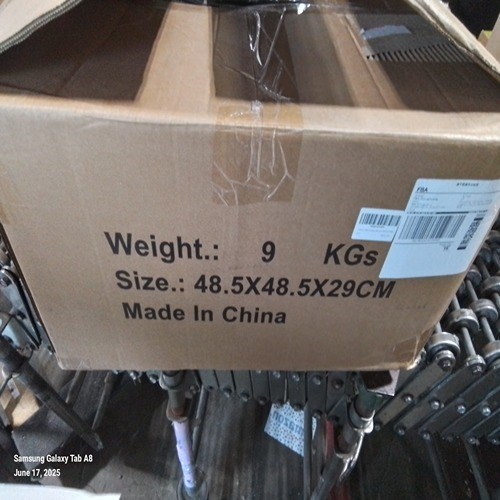 FBA
Weight.: 9 KGs
Size.: 48.5X48.5X29CM
Made In China
Samsung Galaxy Tab A8
June 17, 2025